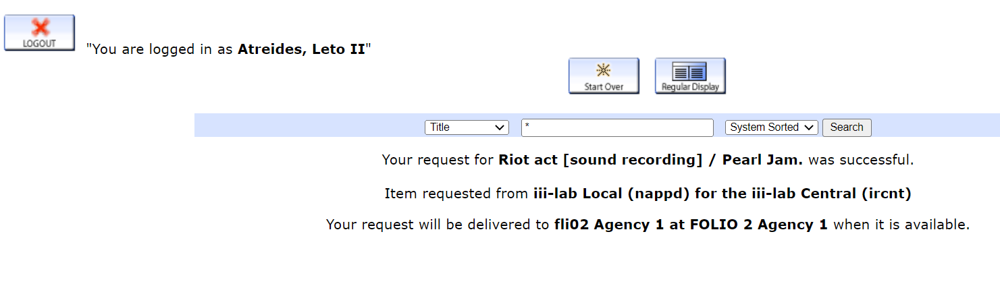 LOGOUT
"You are logged in as Atreides, Leto II"
Start Over
Regular Display
Title * System Sorted Search
Your request for Riot act [sound recording] / Pearl Jam. was successful.
Item requested from iii-lab Local (nappd) for the iii-lab Central (ircnt)
Your request will be delivered to fli02 Agency 1 at FOLIO 2 Agency 1 when it is available.